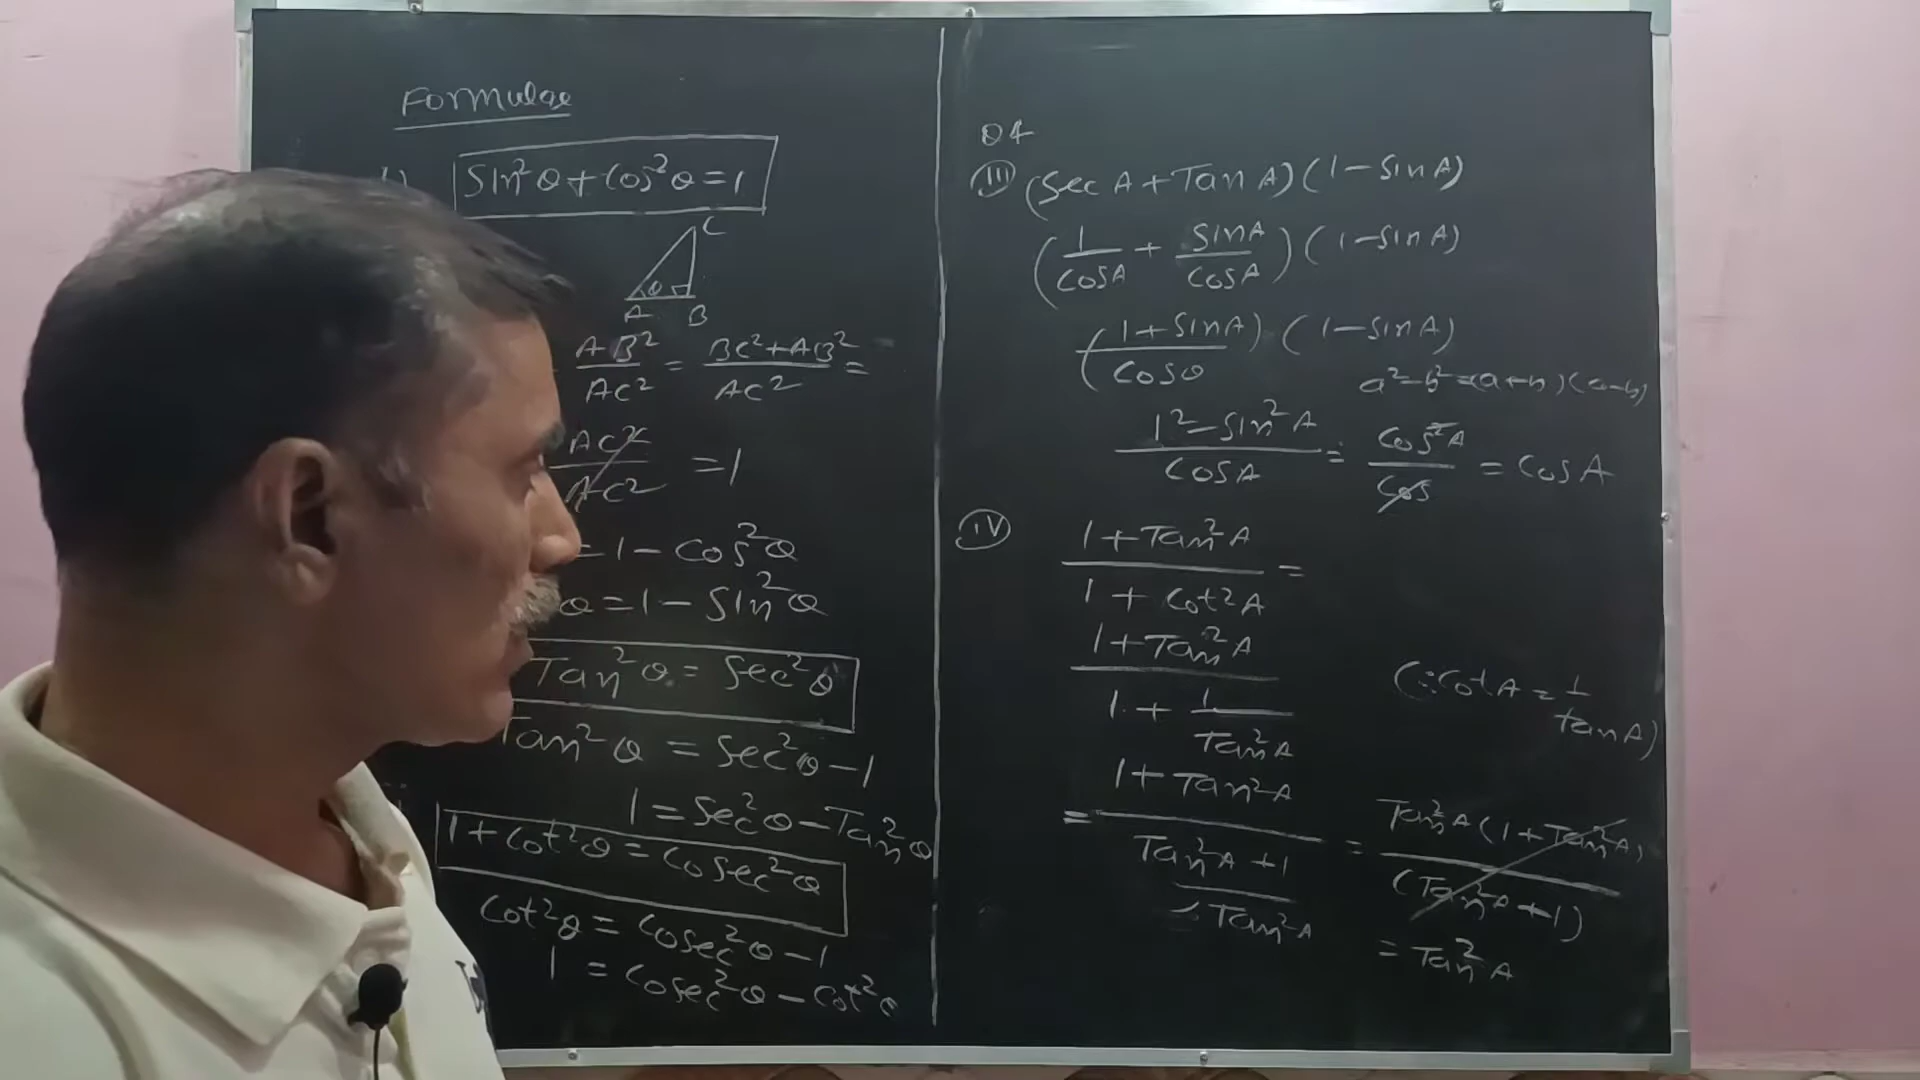 Formulae
Sin²θ + Cos²θ = 1
C
θ
A B
AB²/AC² = BC²+AB²/AC² =
AC²/AC² = 1
= 1 - Cos²θ
θ = 1 - Sin²θ
Tan²θ = Sec²θ
Tan²θ = Sec²θ - 1
1 = Sec²θ - Tan²θ
1 + Cot²θ = Cosec²θ
Cot²θ = Cosec²θ - 1
1 = Cosec²θ - Cot²θ
Q4
(III) (Sec A + Tan A) (1 - Sin A)
(1/CosA + SinA/CosA) (1 - Sin A)
(1 + SinA/Cosθ) (1 - Sin A)
a² - b² = (a+b) (a-b)
1² - Sin²A/CosA = Cos²A/Cos = Cos A
(IV) 1 + Tan²A/1 + Cot²A =
1 + Tan²A/1 + 1/Tan²A
(∵ Cot A = 1/tan A)
= 1 + Tan²A/Tan²A + 1/Tan²A = Tan²A (1 + Tan²A)/(Tan²A + 1)
= Tan²A